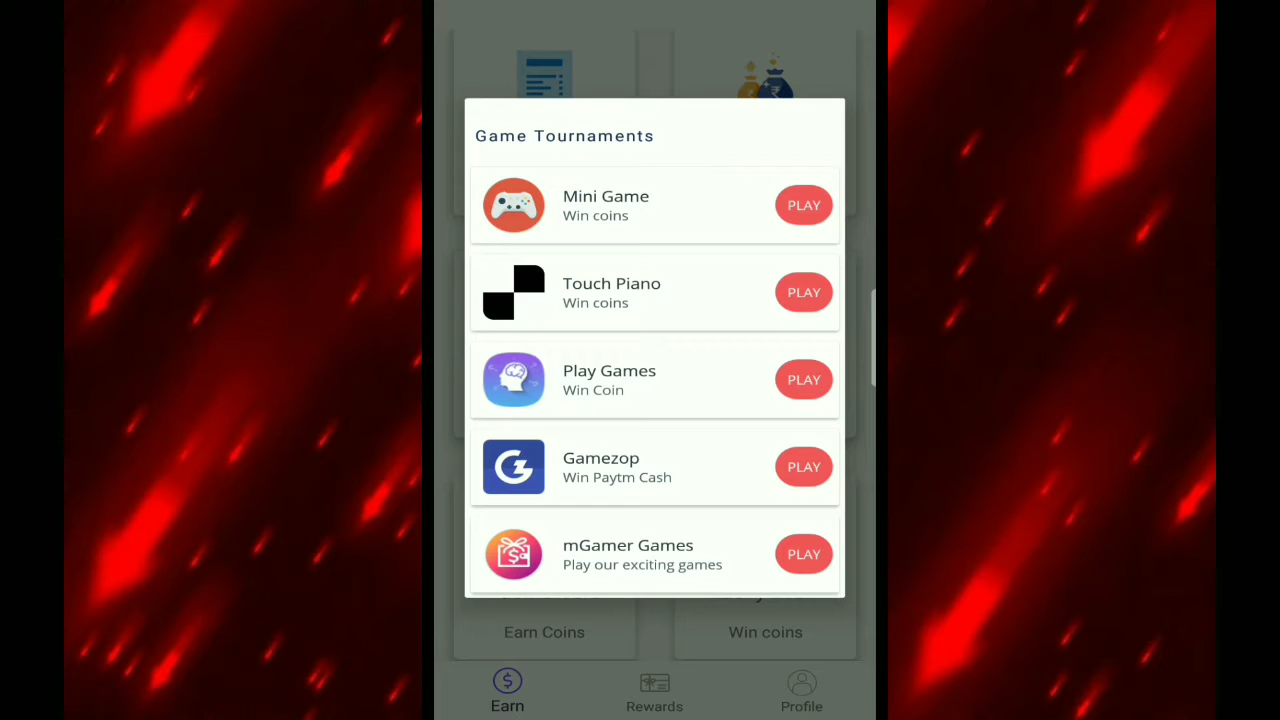 Game Tournaments
Mini Game
Win coins
PLAY
Touch Piano
Win coins
PLAY
Play Games
Win Coin
PLAY
Gamezop
Win Paytm Cash
PLAY
mGamer Games
Play our exciting games
PLAY
Earn Coins
Win coins
Earn
Rewards
Profile